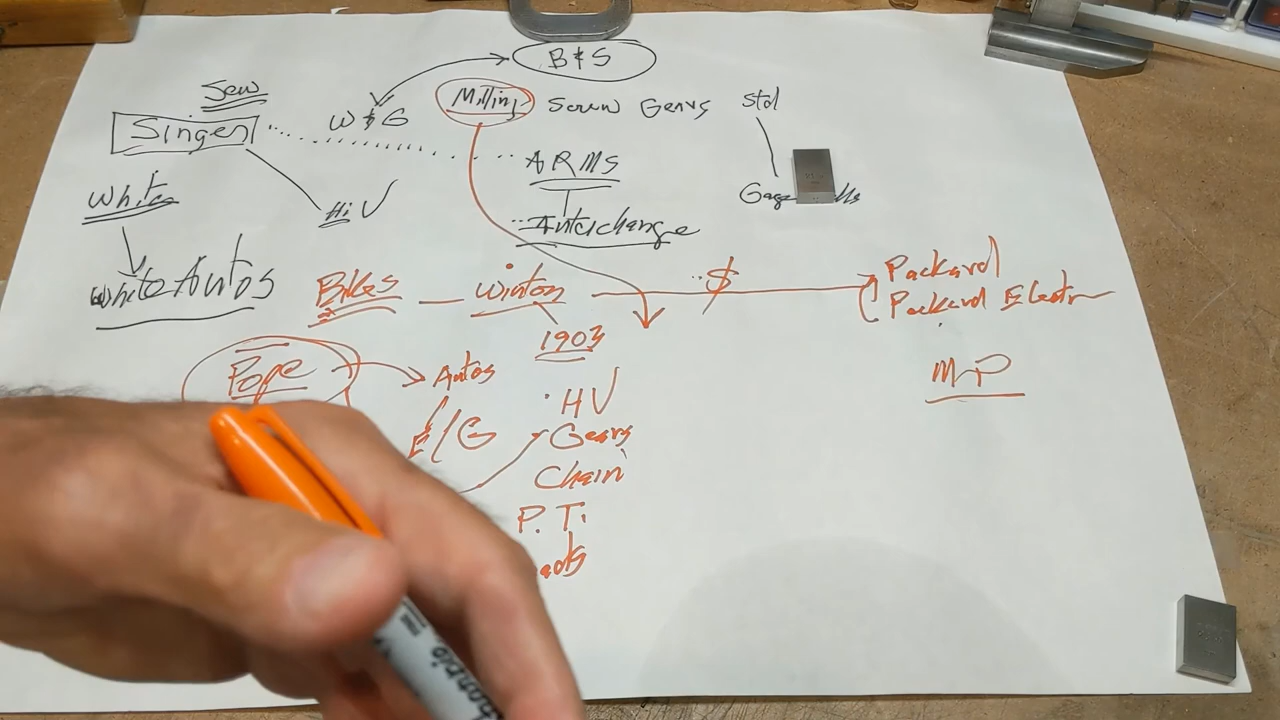 B&S
Sew
Singer
W&G
Milling Screw Gears
std
ARMS
White
Hi V
Gage
Interchange
White Autos
Bikes — Winton
$
Packard
Packard Electr
1903
Pope
Autos
M-P
E/G
HV
Gears
Chain
P.T.
Sharpie